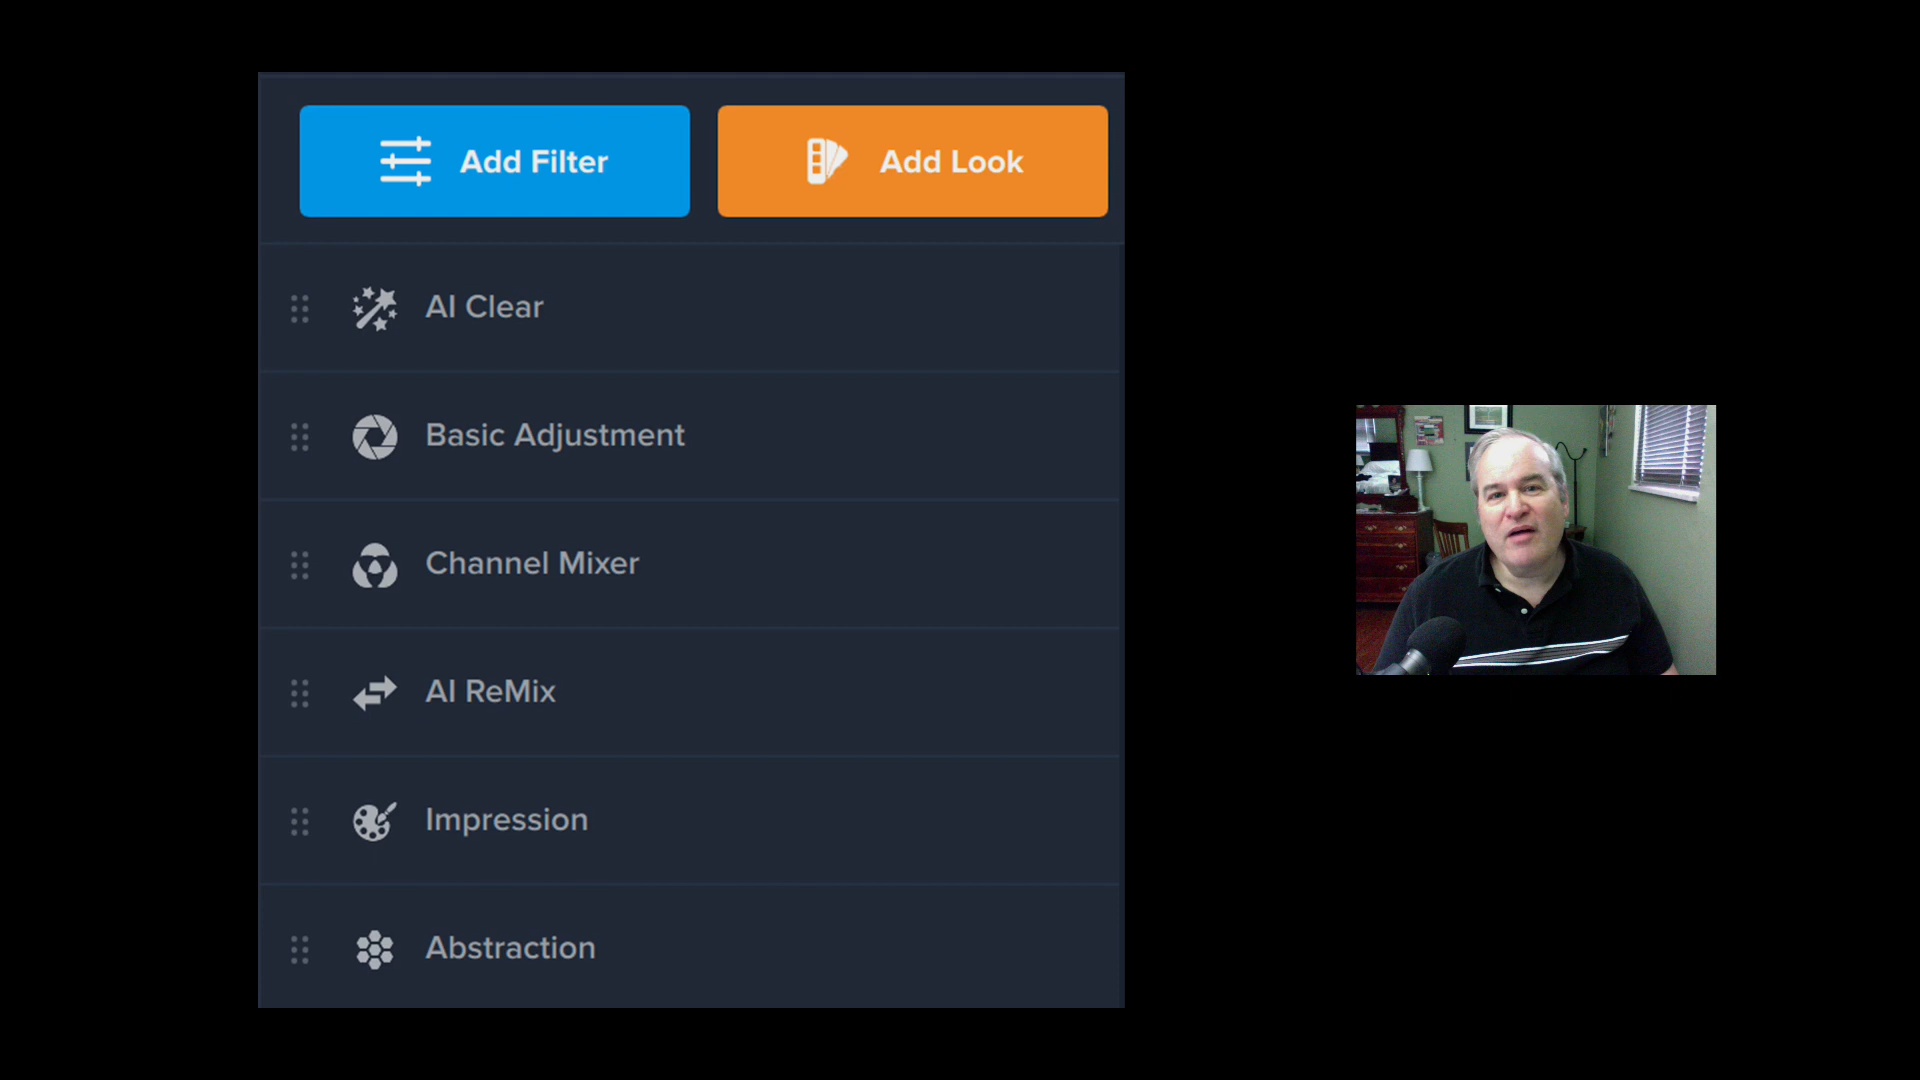 Add Filter
Add Look
AI Clear
Basic Adjustment
Channel Mixer
AI ReMix
Impression
Abstraction